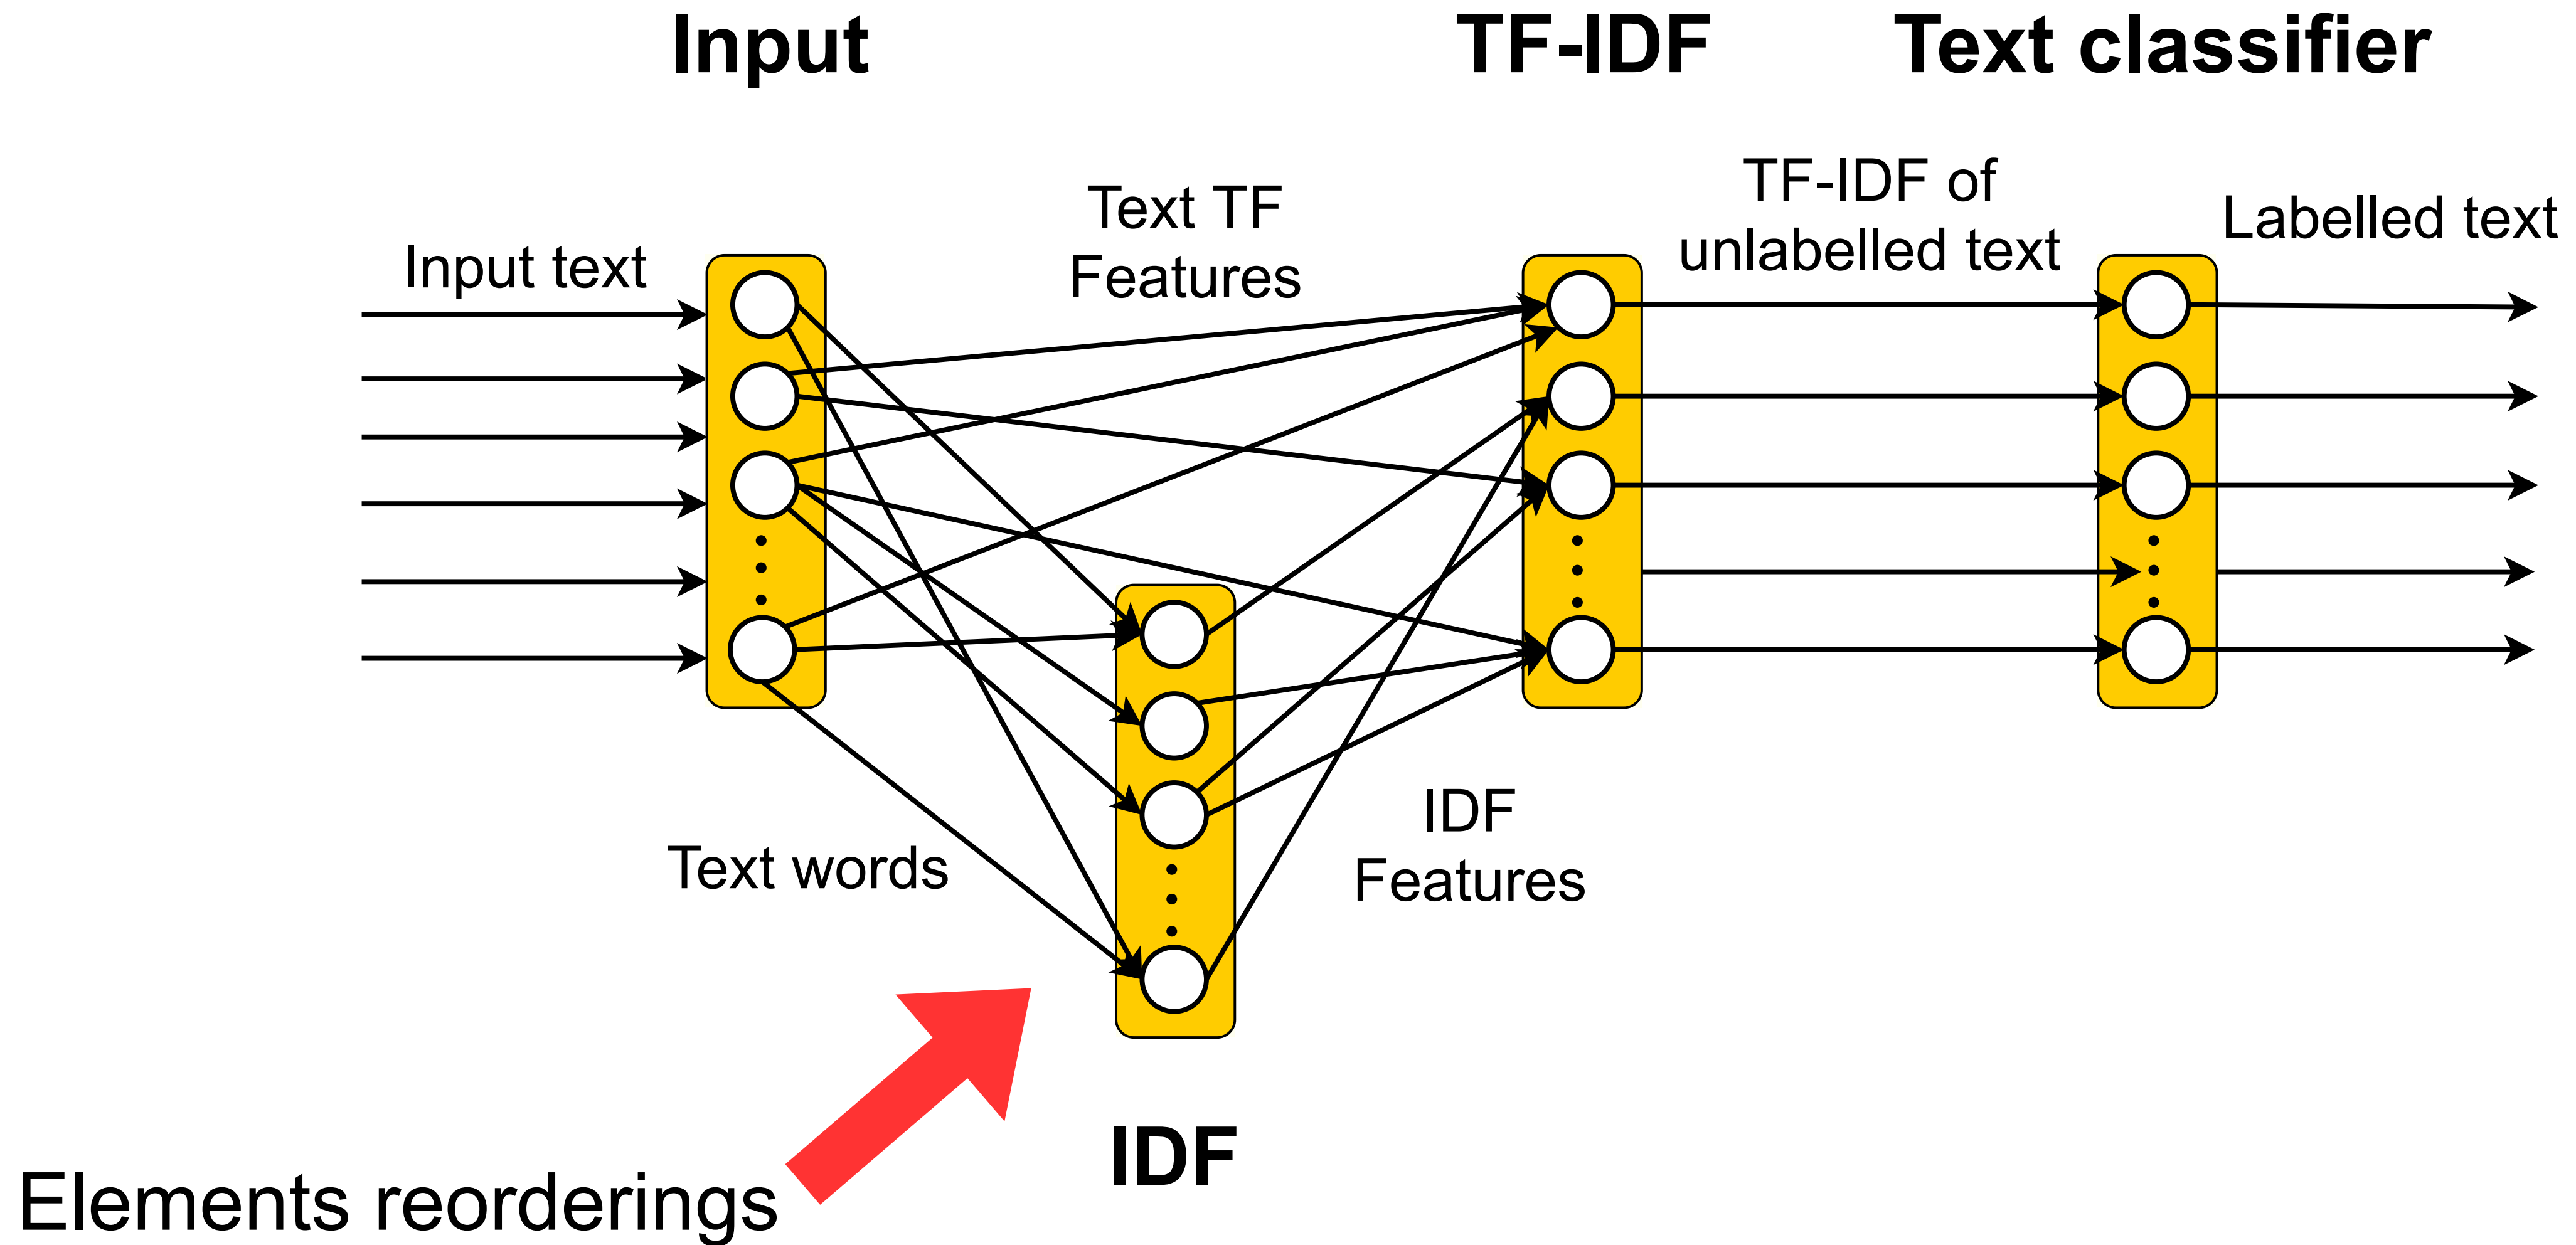 Input
TF-IDF
Text classifier
Input text
Text TF
Features
TF-IDF of
unlabelled text
Labelled text
Text words
IDF
Features
IDF
Elements reorderings